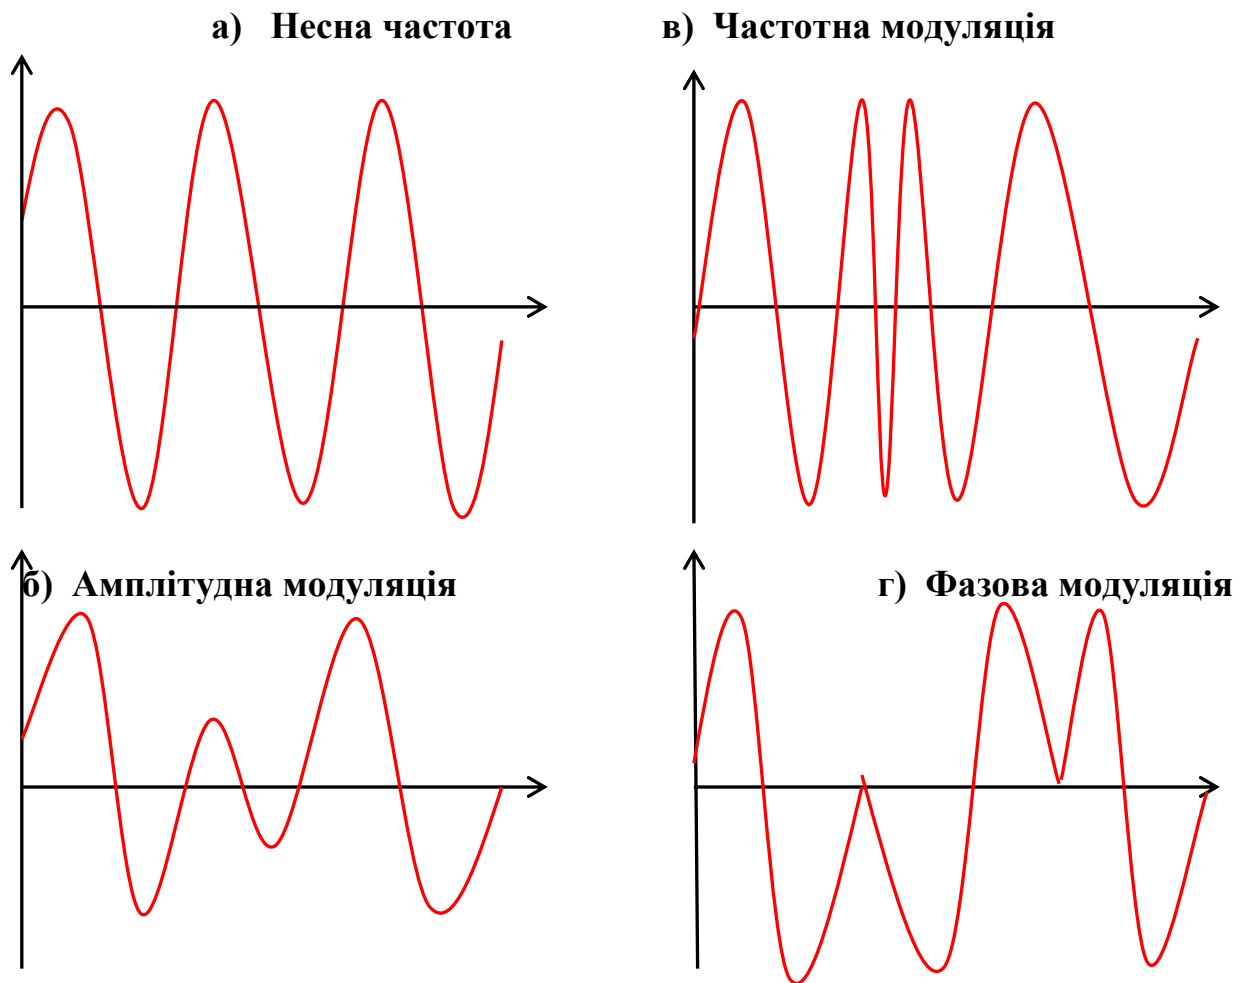 а) Несна частота
в) Частотна модуляція
б) Амплітудна модуляція
г) Фазова модуляція